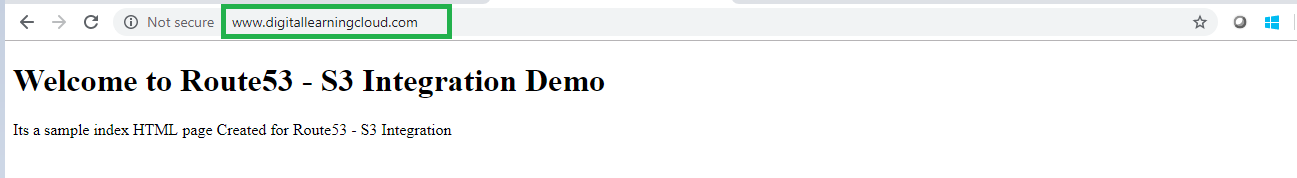 Not secure www.digitallearningcloud.com
Welcome to Route53 - S3 Integration Demo
Its a sample index HTML page Created for Route53 - S3 Integration